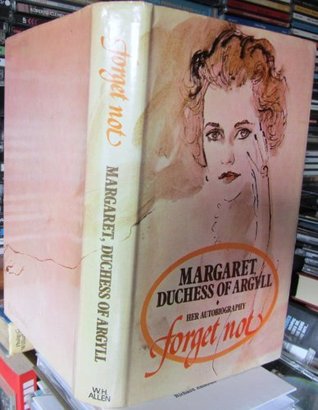 forget not
MARGARET, DUCHESS OF ARGYLL
W.H.
ALLEN
MARGARET
DUCHESS OF ARGYLL
HER AUTOBIOGRAPHY
forget not